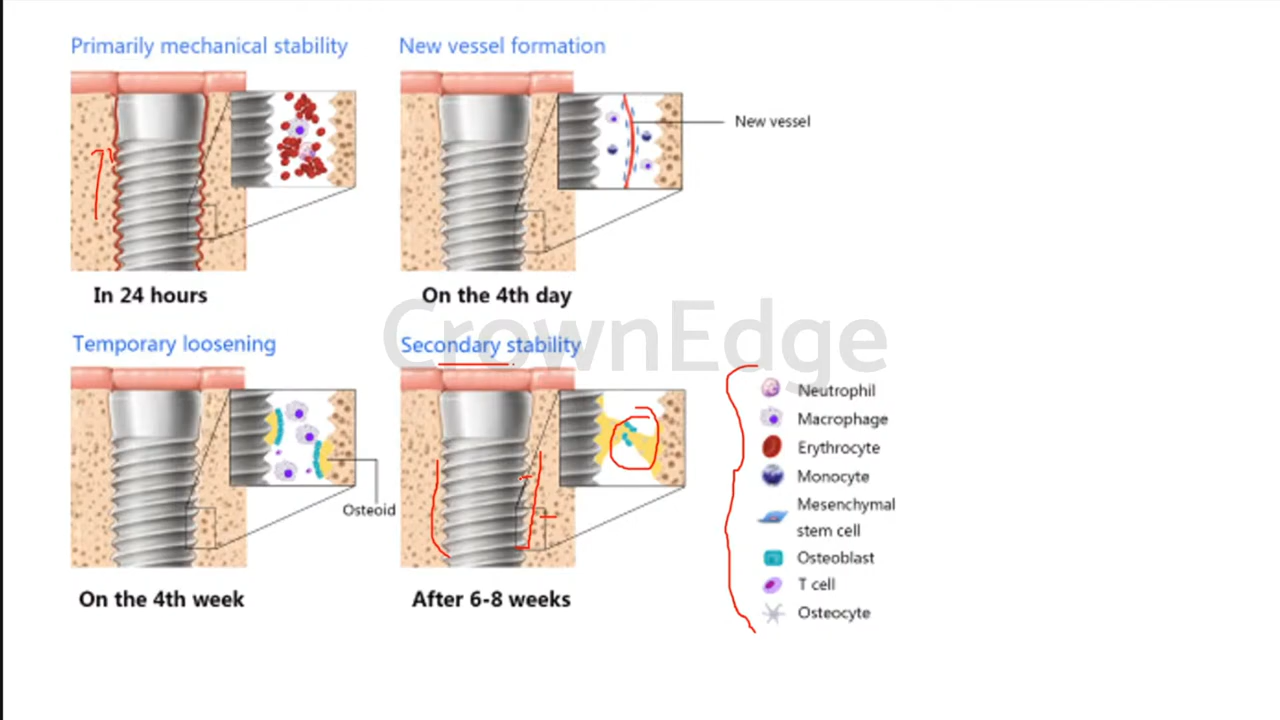 Primarily mechanical stability
New vessel formation
New vessel
In 24 hours
On the 4th day
CrownEdge
Temporary loosening
Secondary stability
Osteoid
On the 4th week
After 6-8 weeks
Neutrophil
Macrophage
Erythrocyte
Monocyte
Mesenchymal
stem cell
Osteoblast
T cell
Osteocyte